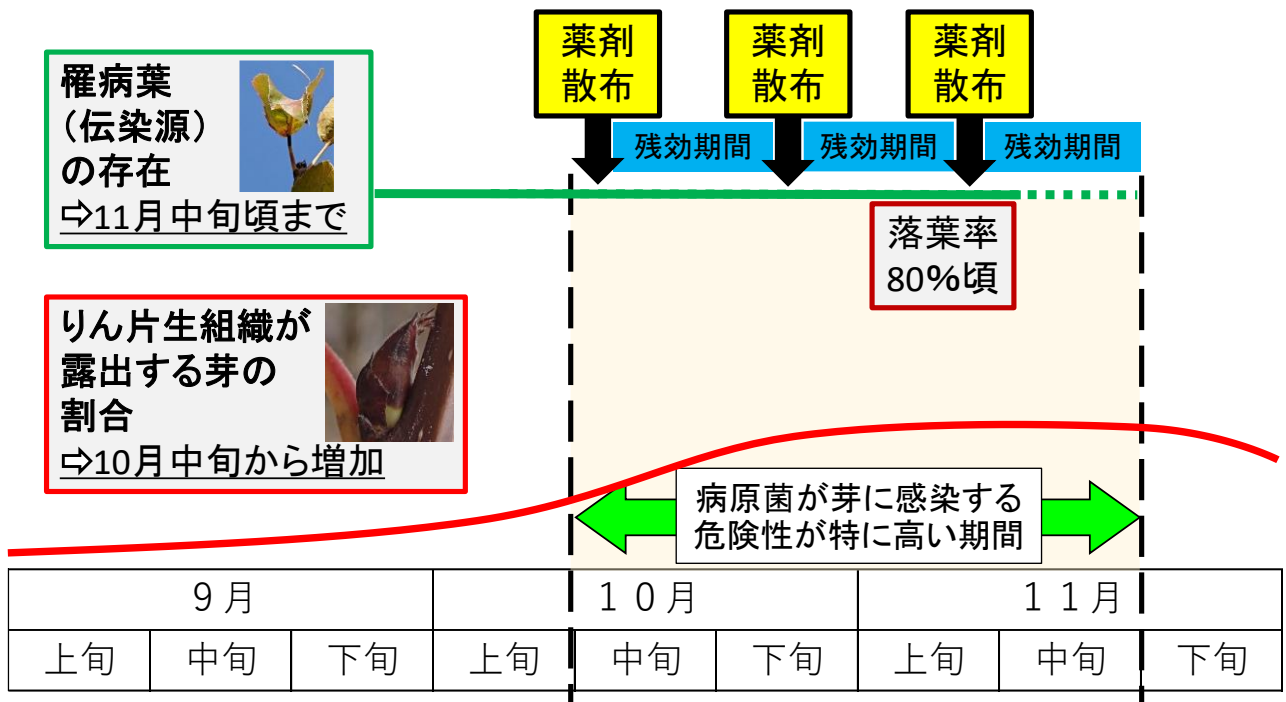 薬剤
散布
薬剤
散布
薬剤
散布
罹病葉
（伝染源）
の存在
⇨11月中旬頃まで
残効期間
残効期間
残効期間
落葉率
80%頃
りん片生組織が
露出する芽の
割合
⇨10月中旬から増加
病原菌が芽に感染する
危険性が特に高い期間
９月
１０月
１１月
上旬
中旬
下旬
上旬
中旬
下旬
上旬
中旬
下旬